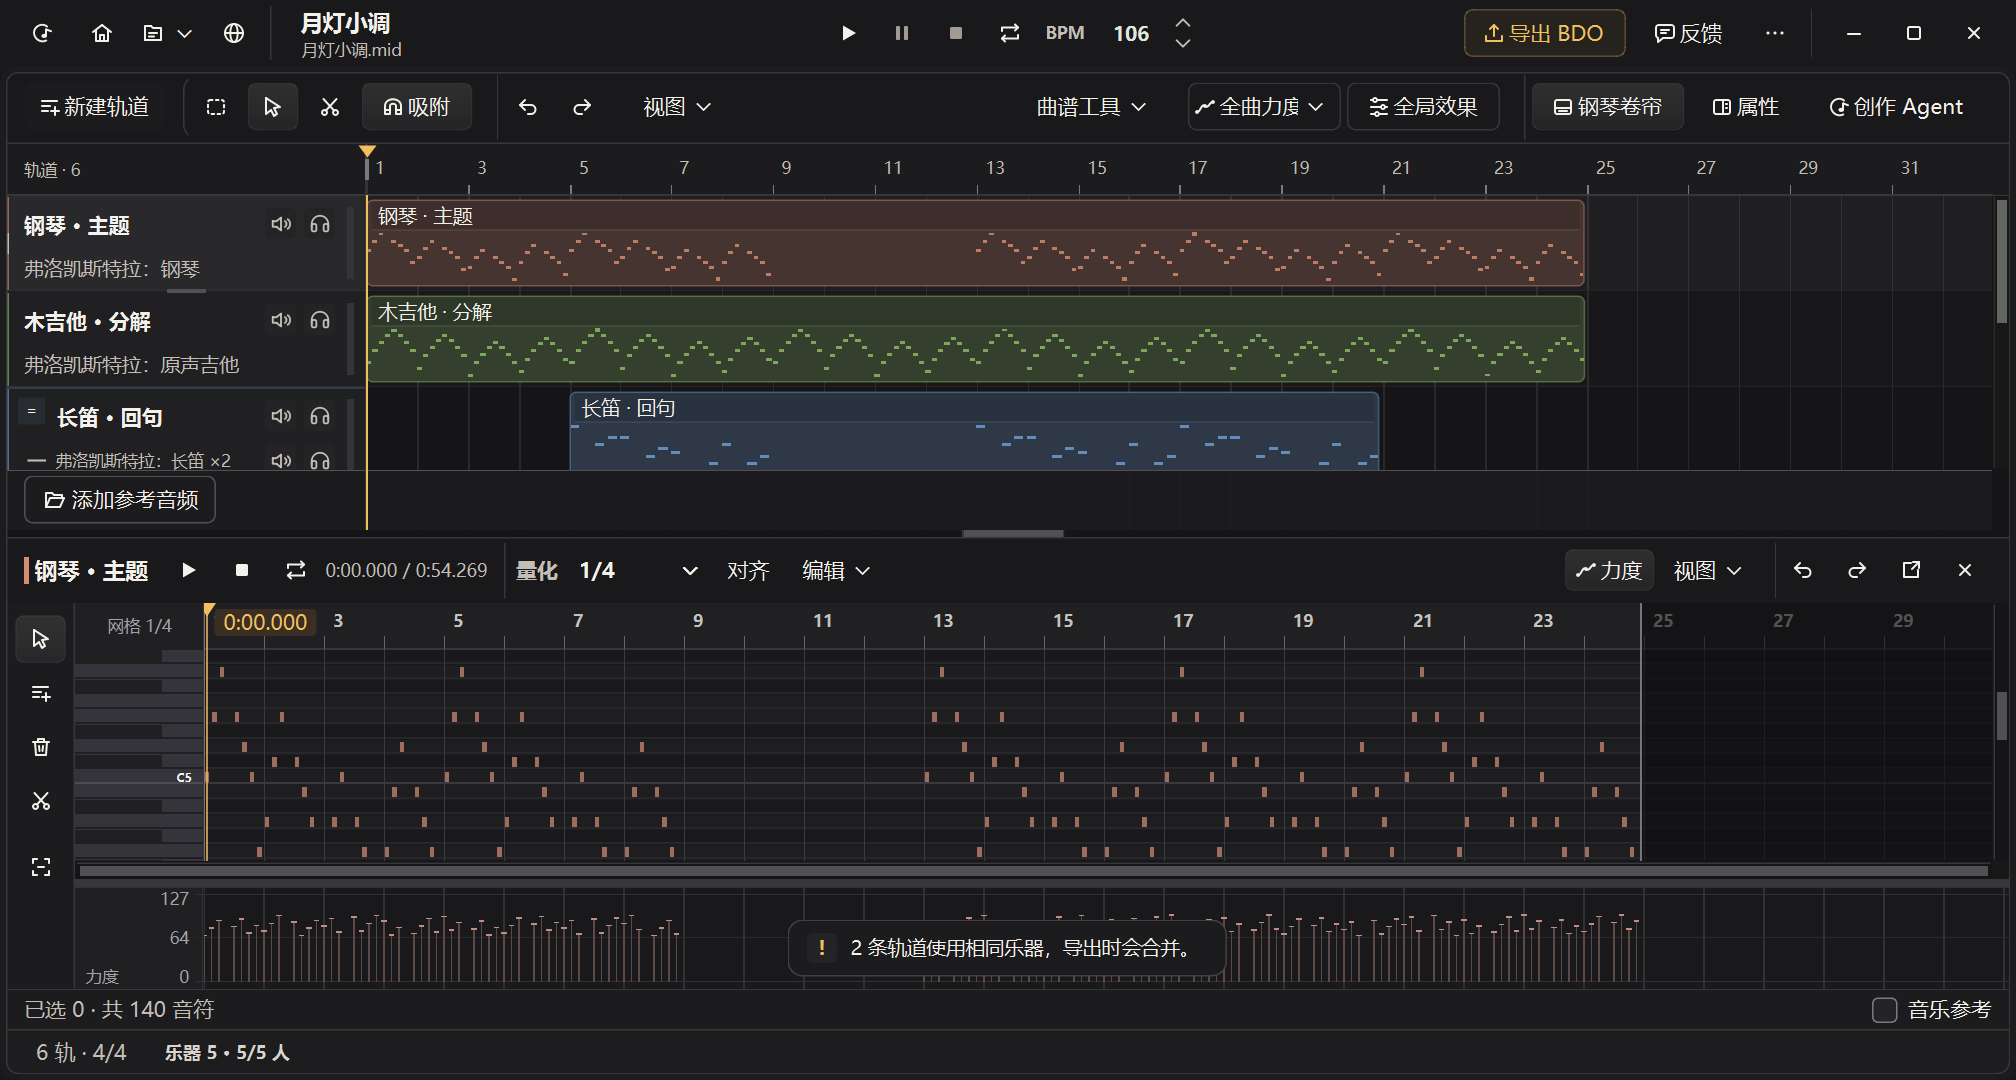 月灯小调
月灯小调.mid
BPM 106
导出 BDO
反馈
新建轨道
吸附
视图
曲谱工具
全曲力度
全局效果
钢琴卷帘
属性
创作 Agent
轨道 · 6
1 3 5 7 9 11 13 15 17 19 21 23 25 27 29 31
钢琴 • 主题
弗洛凯斯特拉：钢琴
钢琴 · 主题
木吉他 • 分解
弗洛凯斯特拉：原声吉他
木吉他 · 分解
长笛 • 回句
弗洛凯斯特拉：长笛 ×2
长笛 · 回句
添加参考音频
钢琴 • 主题
0:00.000 / 0:54.269
量化 1/4
对齐
编辑
力度
视图
网格 1/4
0:00.000 3 5 7 9 11 13 15 17 19 21 23 25 27 29
C5
127
64
力度 0
! 2 条轨道使用相同乐器，导出时会合并。
已选 0 · 共 140 音符
音乐参考
6 轨 · 4/4
乐器 5 • 5/5 人